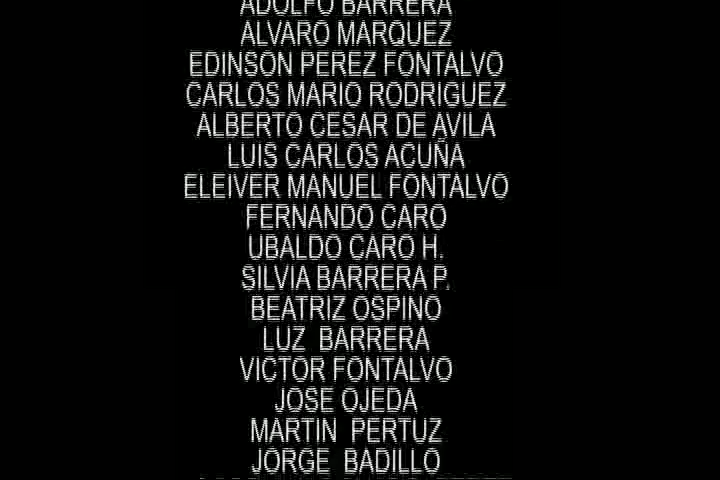 ADOLFO BARRERA
ALVARO MARQUEZ
EDINSON PEREZ FONTALVO
CARLOS MARIO RODRIGUEZ
ALBERTO CESAR DE AVILA
LUIS CARLOS ACUÑA
ELEIVER MANUEL FONTALVO
FERNANDO CARO
UBALDO CARO H.
SILVIA BARRERA P.
BEATRIZ OSPINO
LUZ BARRERA
VICTOR FONTALVO
JOSE OJEDA
MARTIN PERTUZ
JORGE BADILLO